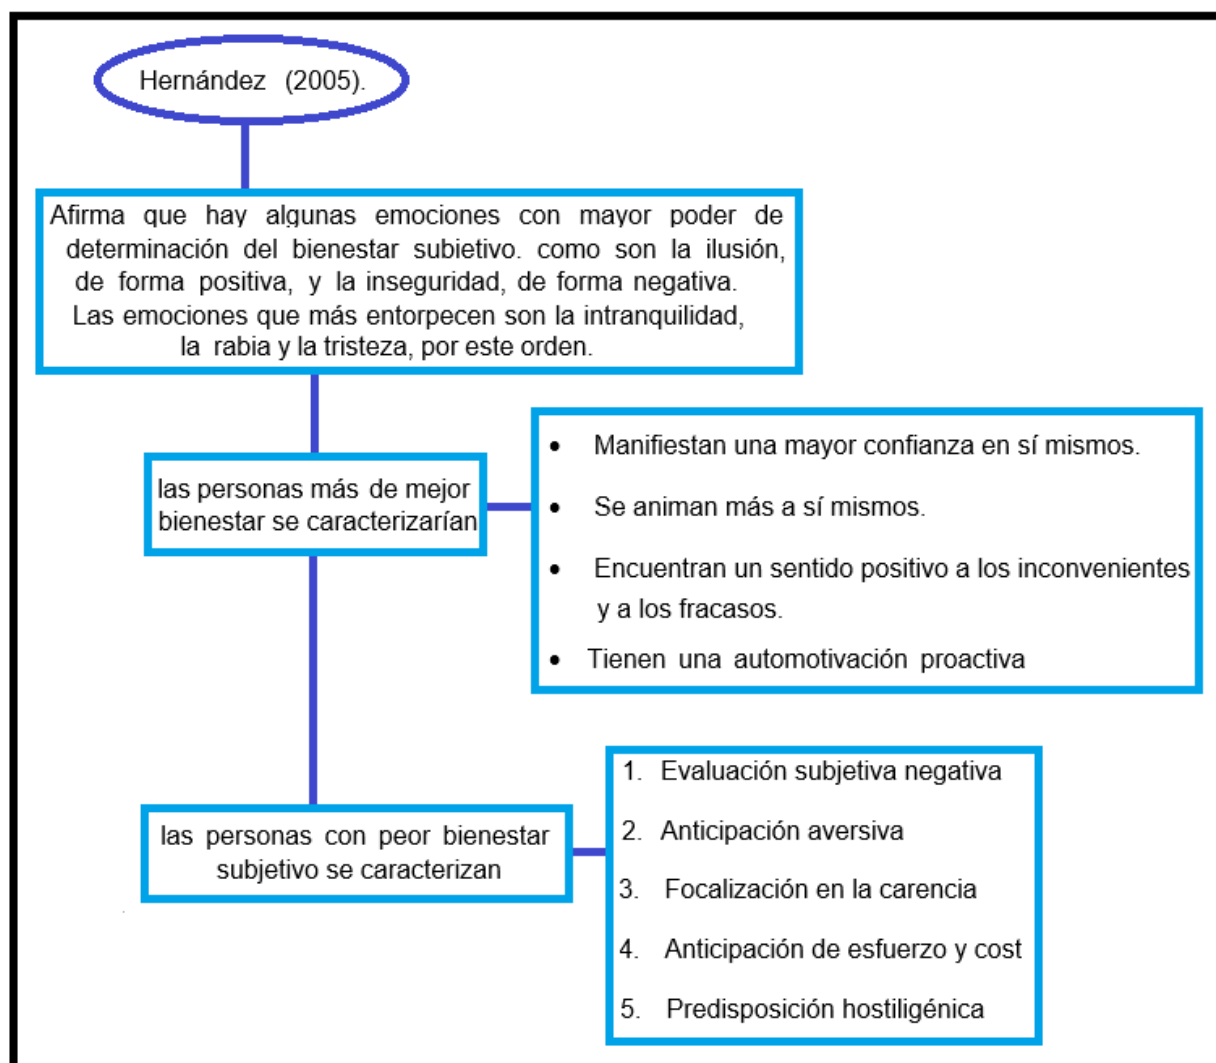 Hernández (2005).
Afirma que hay algunas emociones con mayor poder de
determinación del bienestar subietivo. como son la ilusión,
de forma positiva, y la inseguridad, de forma negativa.
Las emociones que más entorpecen son la intranquilidad,
la rabia y la tristeza, por este orden.
las personas más de mejor
bienestar se caracterizarían
• Manifiestan una mayor confianza en sí mismos.
• Se animan más a sí mismos.
• Encuentran un sentido positivo a los inconvenientes
y a los fracasos.
• Tienen una automotivación proactiva
las personas con peor bienestar
subjetivo se caracterizan
1. Evaluación subjetiva negativa
2. Anticipación aversiva
3. Focalización en la carencia
4. Anticipación de esfuerzo y cost
5. Predisposición hostiligénica